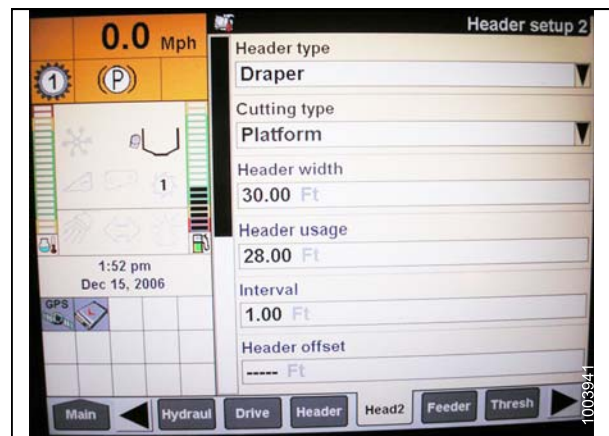 0.0 Mph
Header setup 2
1
(P)
1
1:52 pm
Dec 15, 2006
GPS
Header type
Draper
Cutting type
Platform
Header width
30.00 Ft
Header usage
28.00 Ft
Interval
1.00 Ft
Header offset
----- Ft
Main
Hydraul
Drive
Header
Head2
Feeder
Thresh
1003941